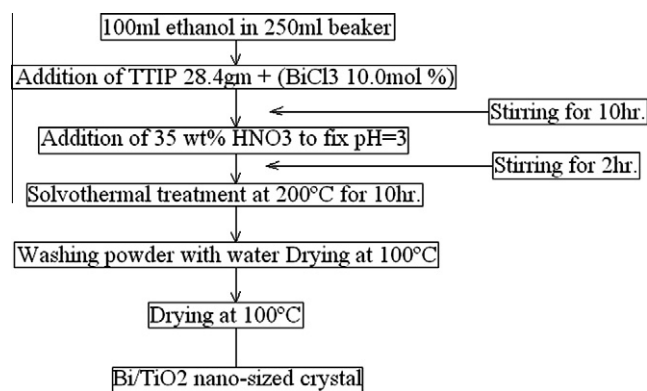 100ml ethanol in 250ml beaker
Addition of TTIP 28.4gm + (BiCl3 10.0mol %)
Stirring for 10hr.
Addition of 35 wt% HNO3 to fix pH=3
Stirring for 2hr.
Solvothermal treatment at 200°C for 10hr.
Washing powder with water Drying at 100°C
Drying at 100°C
Bi/TiO2 nano-sized crystal